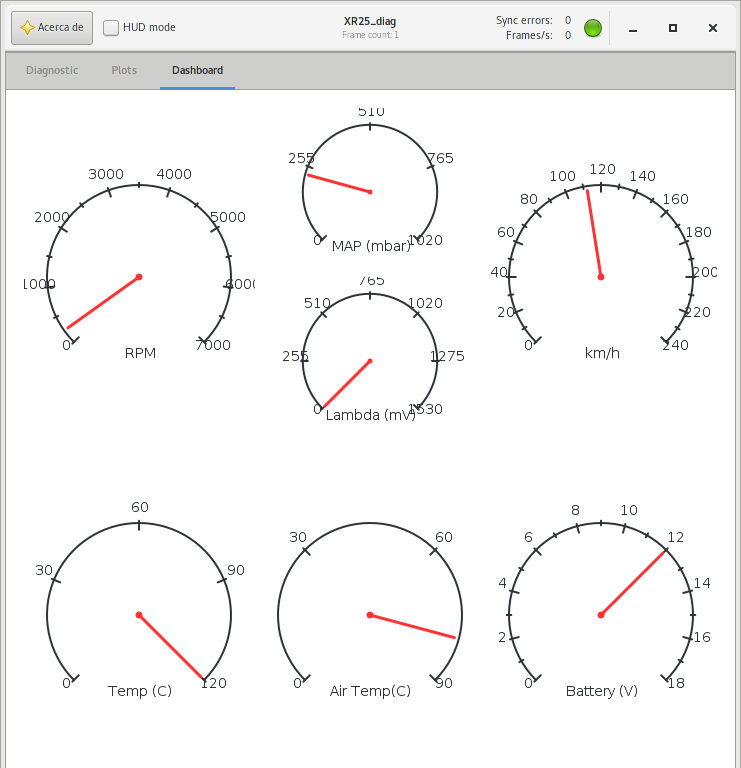 Acerca de
HUD mode
XR25_diag
Frame count: 1
Sync errors: 0
Frames/s: 0
Diagnostic Plots Dashboard
0 1000 2000 3000 4000 5000 6000 7000
RPM
0 255 510 765 1020
MAP (mbar)
0 255 510 765 1020 1275 1530
Lambda (mV)
0 20 40 60 80 100 120 140 160 180 200 220 240
km/h
0 30 60 90 120
Temp (C)
0 30 60 90
Air Temp(C)
0 2 4 6 8 10 12 14 16 18
Battery (V)